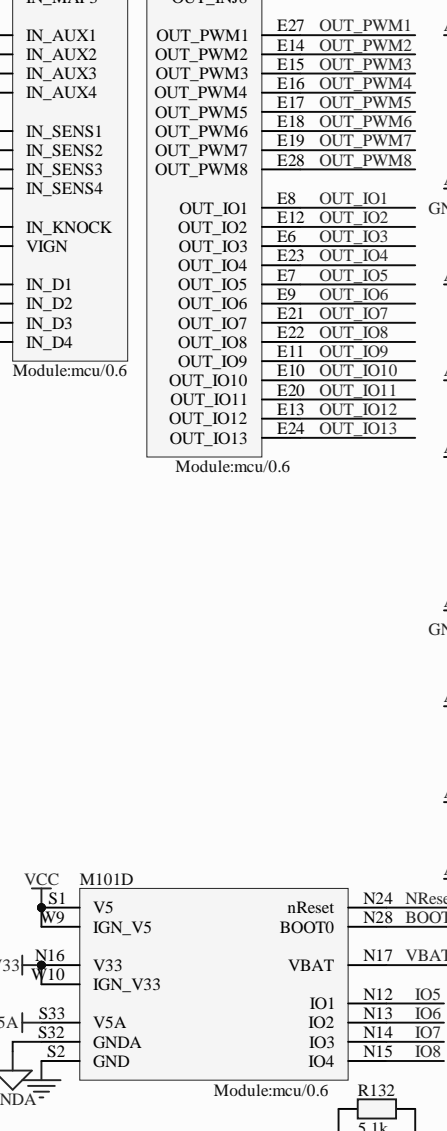 OUT_PWM1 E27 OUT_PWM1
IN_AUX1
OUT_PWM2 E14 OUT_PWM2
IN_AUX2
OUT_PWM3 E15 OUT_PWM3
IN_AUX3
OUT_PWM4 E16 OUT_PWM4
IN_AUX4
OUT_PWM5 E17 OUT_PWM5
IN_SENS1
OUT_PWM6 E18 OUT_PWM6
IN_SENS2
OUT_PWM7 E19 OUT_PWM7
IN_SENS3
OUT_PWM8 E28 OUT_PWM8
IN_SENS4
OUT_IO1 E8 OUT_IO1
IN_KNOCK
OUT_IO2 E12 OUT_IO2
VIGN
OUT_IO3 E6 OUT_IO3
OUT_IO4 E23 OUT_IO4
IN_D1
OUT_IO5 E7 OUT_IO5
IN_D2
OUT_IO6 E9 OUT_IO6
IN_D3
OUT_IO7 E21 OUT_IO7
IN_D4
OUT_IO8 E22 OUT_IO8
OUT_IO9 E11 OUT_IO9
Module:mcu/0.6
OUT_IO10 E10 OUT_IO10
OUT_IO11 E20 OUT_IO11
OUT_IO12 E13 OUT_IO12
OUT_IO13 E24 OUT_IO13
Module:mcu/0.6
VCC M101D
S1 V5
W9 IGN_V5
nReset N24 NRese
BOOT0 N28 BOOT
N16 V33
W10 IGN_V33
VBAT N17 VBAT
S33 V5A
S32 GNDA
S2 GND
IO1 N12 IO5
IO2 N13 IO6
IO3 N14 IO7
IO4 N15 IO8
Module:mcu/0.6
R132
5.1k